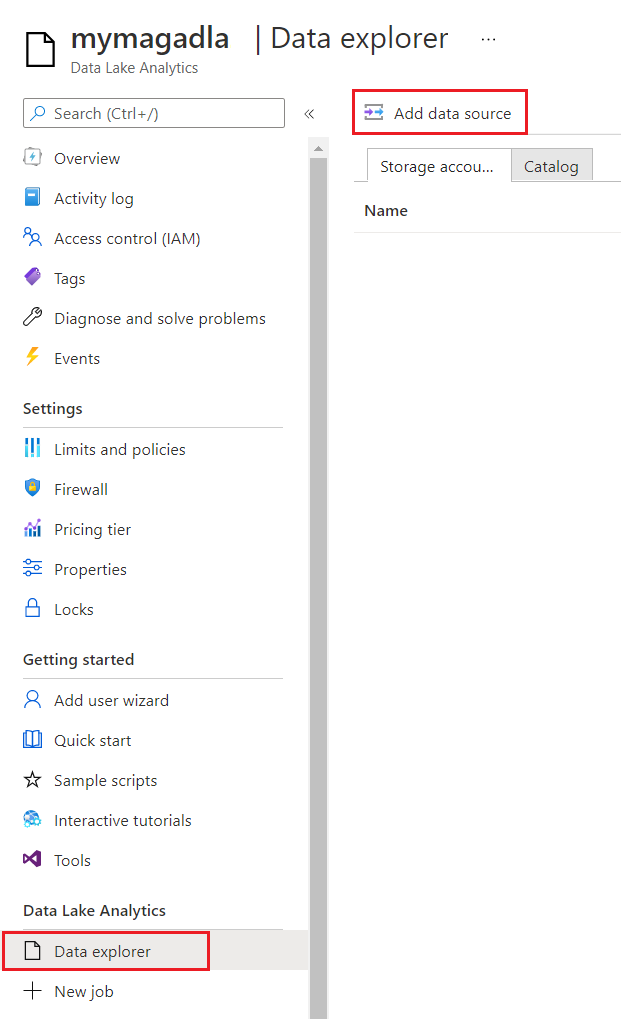 mymagadla | Data explorer ...
Data Lake Analytics
Search (Ctrl+/)
«
Add data source
Overview
Activity log
Access control (IAM)
Tags
Diagnose and solve problems
Events
Settings
Limits and policies
Firewall
Pricing tier
Properties
Locks
Getting started
Add user wizard
Quick start
Sample scripts
Interactive tutorials
Tools
Data Lake Analytics
Data explorer
New job
Storage accou... Catalog
Name